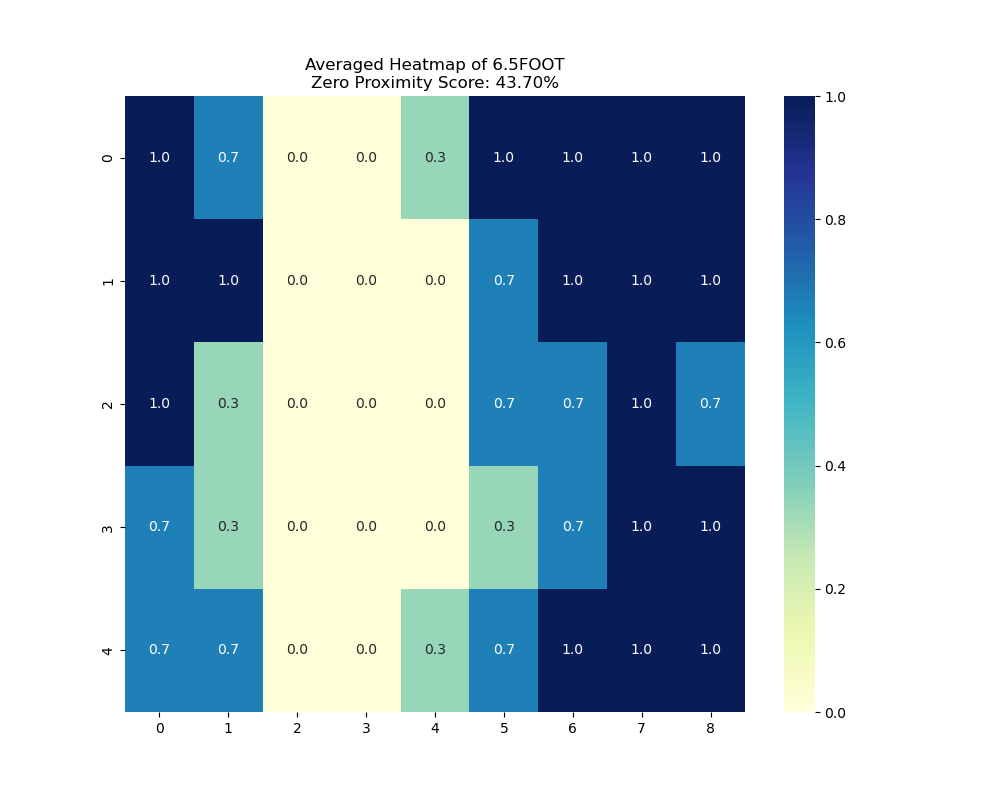 Averaged Heatmap of 6.5FOOT
Zero Proximity Score: 43.70%
0 1.0 0.7 0.0 0.0 0.3 1.0 1.0 1.0 1.0
1 1.0 1.0 0.0 0.0 0.0 0.7 1.0 1.0 1.0
2 1.0 0.3 0.0 0.0 0.0 0.7 0.7 1.0 0.7
3 0.7 0.3 0.0 0.0 0.0 0.3 0.7 1.0 1.0
4 0.7 0.7 0.0 0.0 0.3 0.7 1.0 1.0 1.0
0 1 2 3 4 5 6 7 8
1.0
0.8
0.6
0.4
0.2
0.0